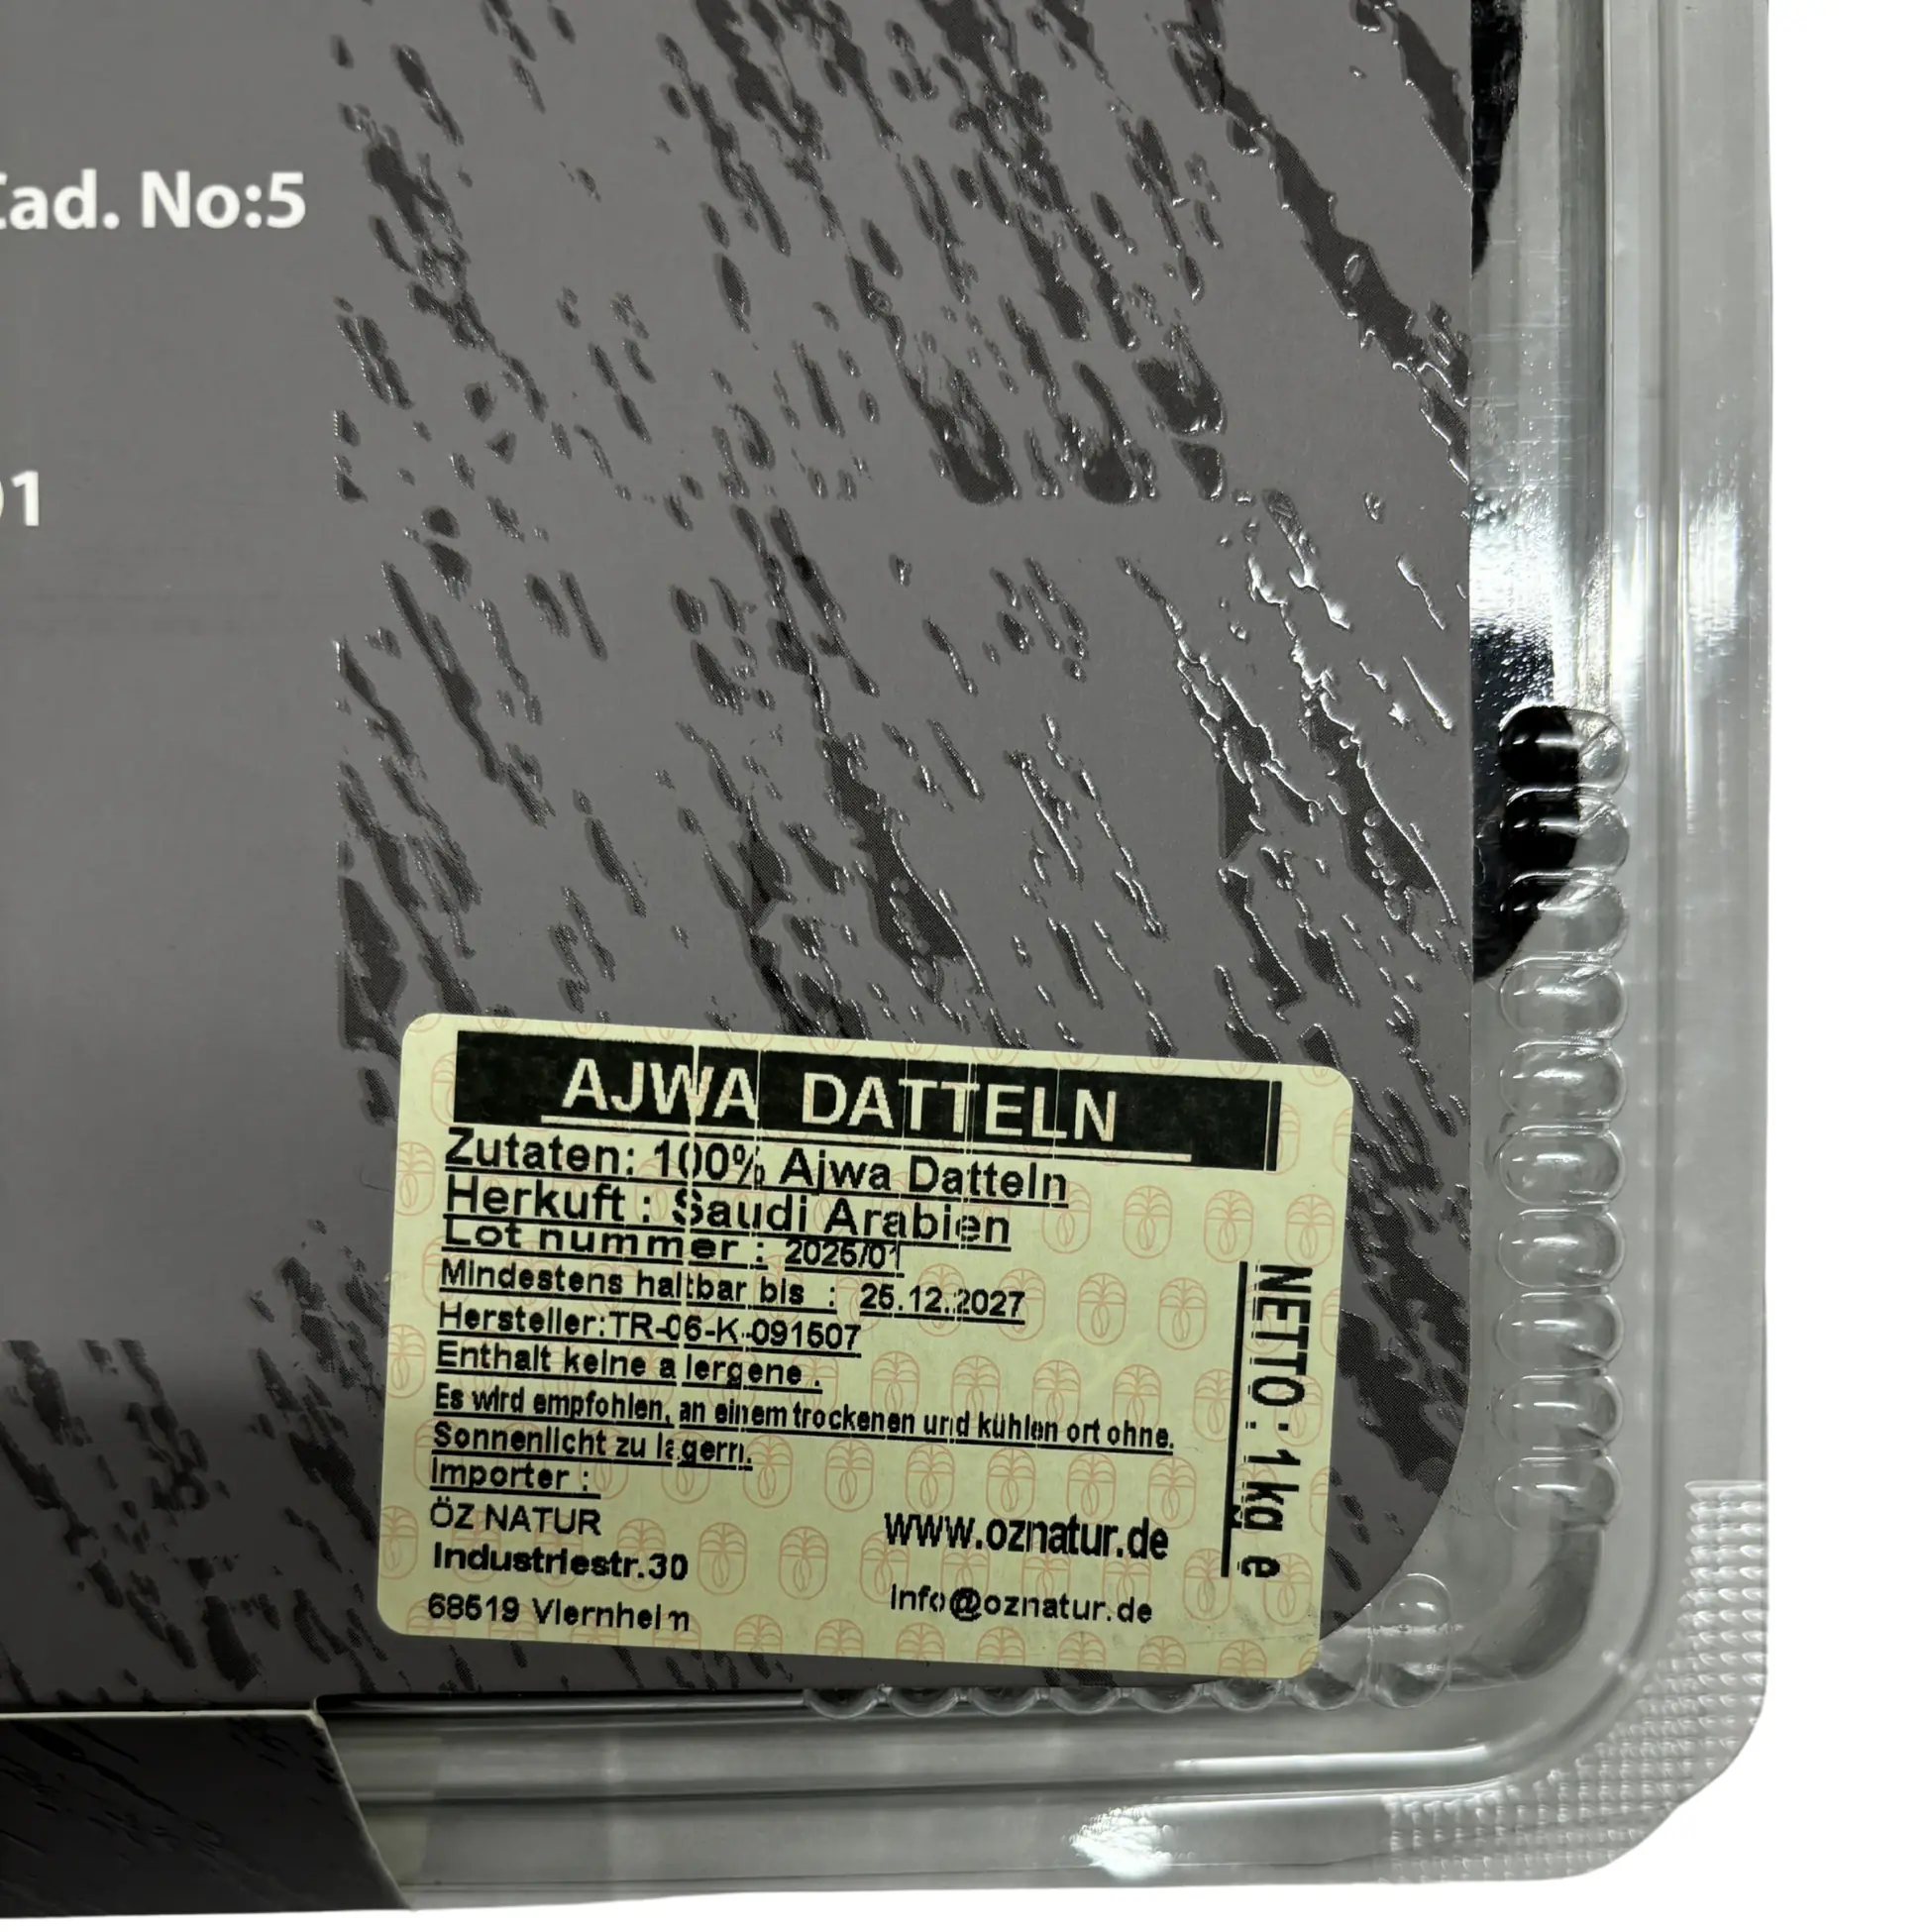 Cad. No:5
01
AJWA DATTELN
Zutaten: 100% Ajwa Datteln
Herkuft : Saudi Arabien
Lot nummer : 2025/01
Mindestens haltbar bis : 25.12.2027
Hersteller:TR-06-K-091507
Enthalt keine allergene .
Es wird empfohlen, an einem trockenen und kühlen ort ohne.
Sonnenlicht zu lagern.
Importer :
ÖZ NATUR
Industriestr.30
68519 Viernheim
www.oznatur.de
info@oznatur.de
NETTO : 1 kg e